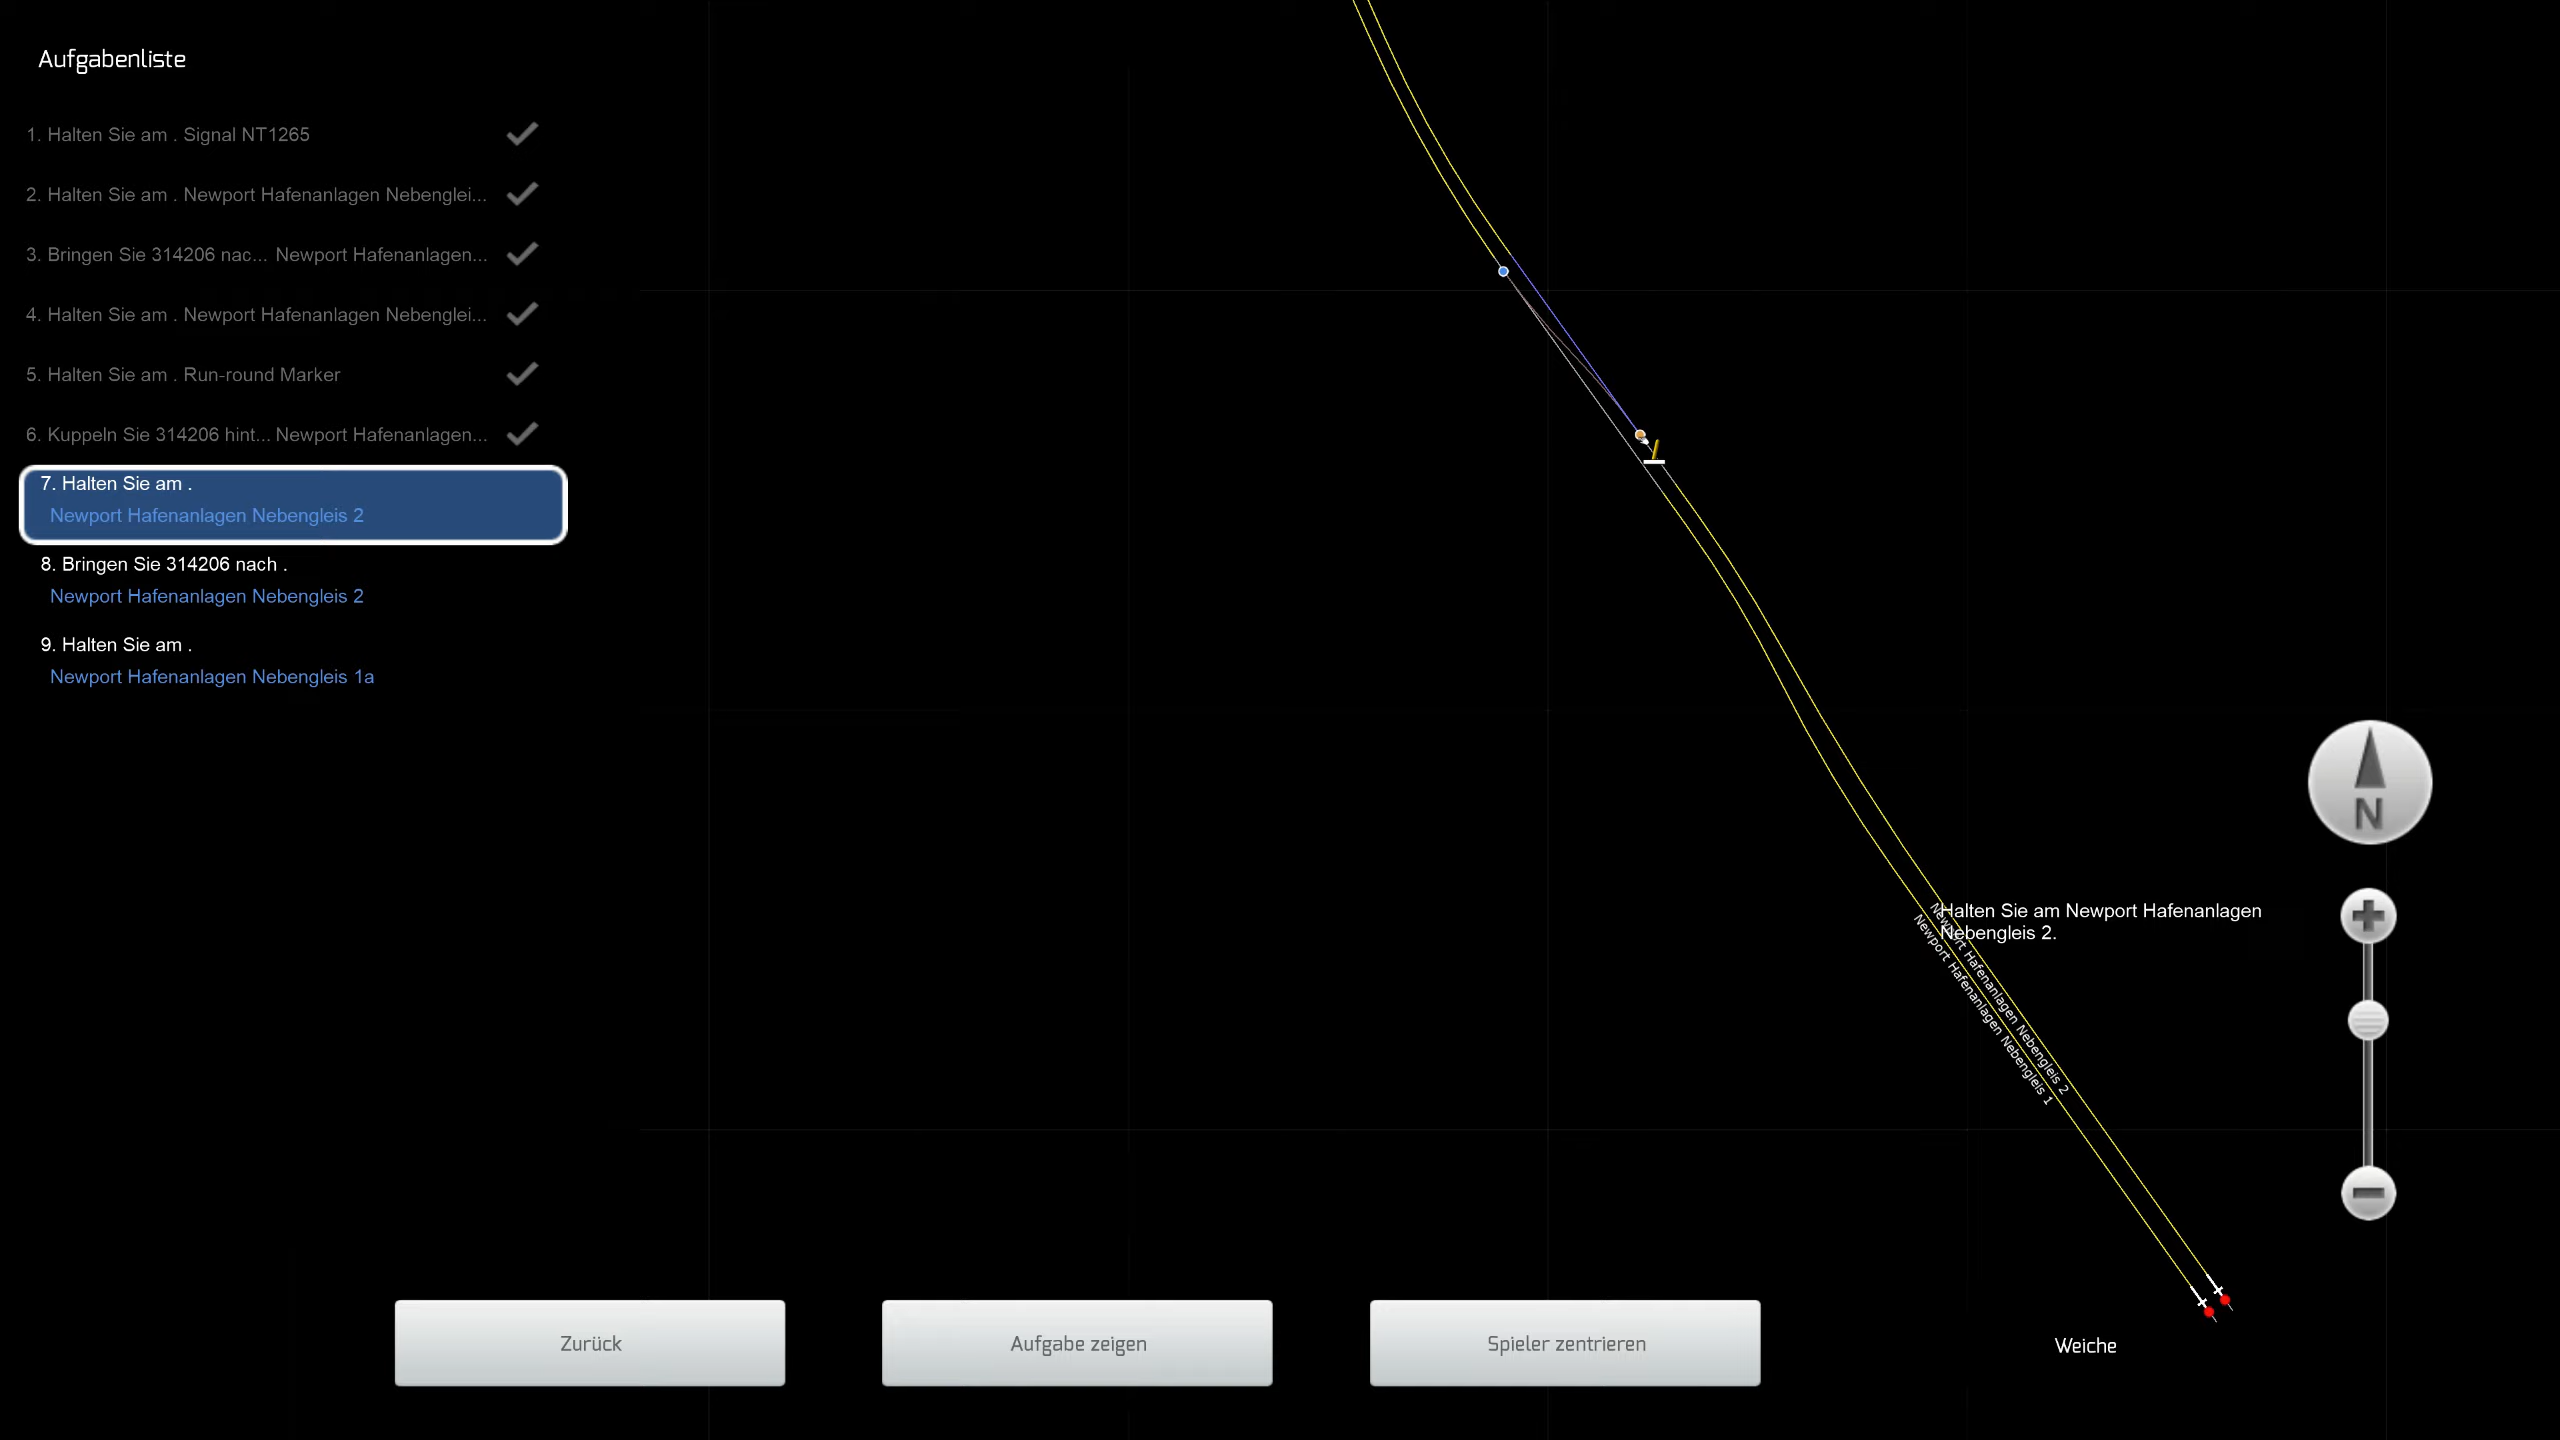 Aufgabenliste
1. Halten Sie am . Signal NT1265
2. Halten Sie am . Newport Hafenanlagen Nebenglei...
3. Bringen Sie 314206 nac... Newport Hafenanlagen...
4. Halten Sie am . Newport Hafenanlagen Nebenglei...
5. Halten Sie am . Run-round Marker
6. Kuppeln Sie 314206 hint... Newport Hafenanlagen...
7. Halten Sie am .
Newport Hafenanlagen Nebengleis 2
8. Bringen Sie 314206 nach .
Newport Hafenanlagen Nebengleis 2
9. Halten Sie am .
Newport Hafenanlagen Nebengleis 1a
N
Halten Sie am Newport Hafenanlagen
Nebengleis 2.
Newport Hafenanlagen Nebengleis 2
Newport Hafenanlagen Nebengleis 1
Zurück
Aufgabe zeigen
Spieler zentrieren
Weiche